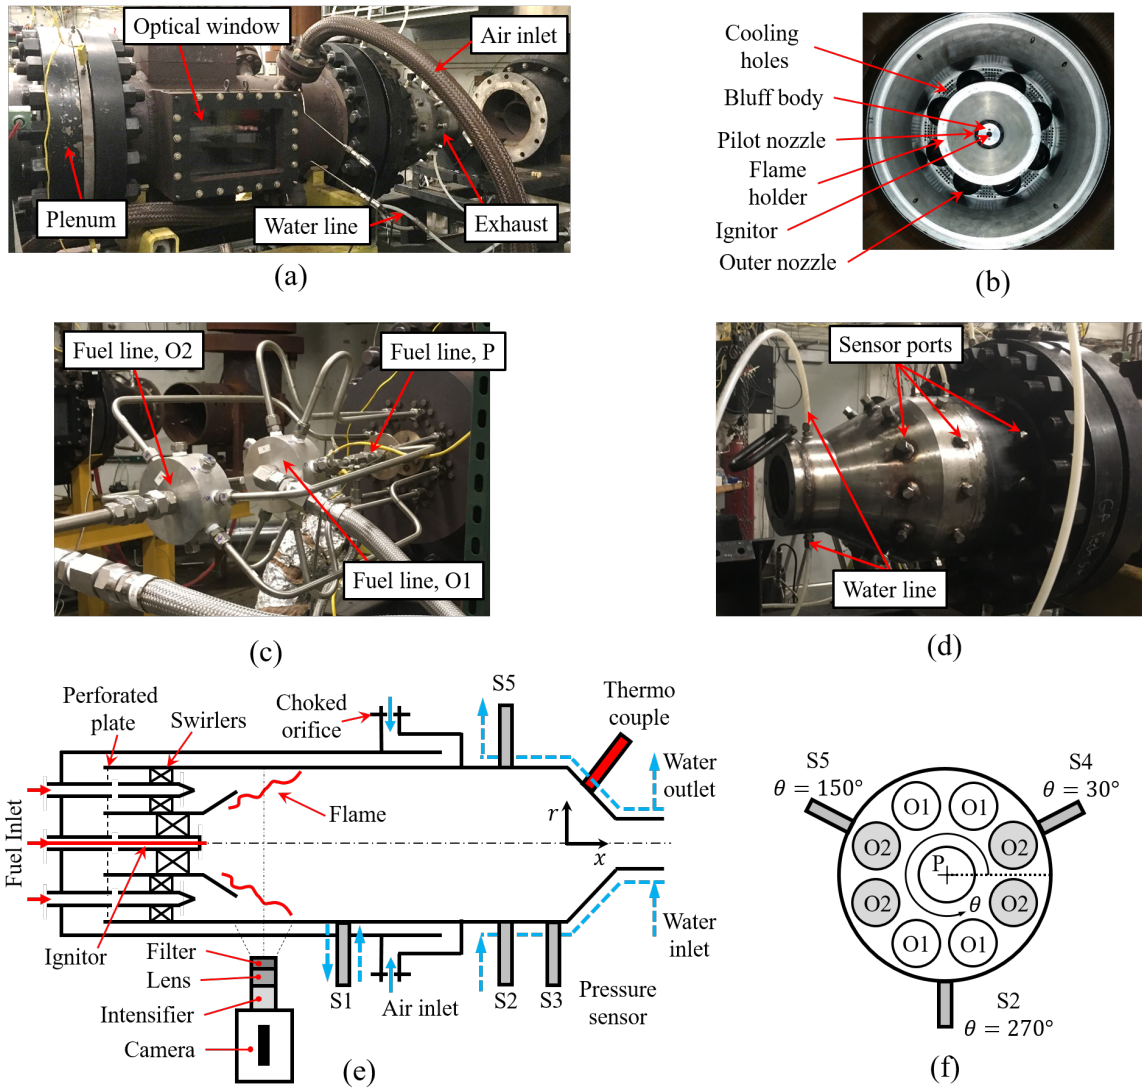 Optical window
Air inlet
Plenum
Water line
Exhaust
(a)
Cooling
holes
Bluff body
Pilot nozzle
Flame
holder
Ignitor
Outer nozzle
(b)
Fuel line, O2
Fuel line, P
Fuel line, O1
(c)
Sensor ports
Water line
(d)
Perforated
plate
Swirlers
Choked
orifice
S5
Thermo
couple
Water
outlet
Flame
r
x
Fuel Inlet
Ignitor
Filter
Lens
Intensifier
Camera
S1
Air inlet
S2
S3
Pressure
sensor
Water
inlet
(e)
S5
θ = 150°
S4
θ = 30°
O1
O1
O2
O2
P
θ
O2
O2
O1
O1
S2
θ = 270°
(f)